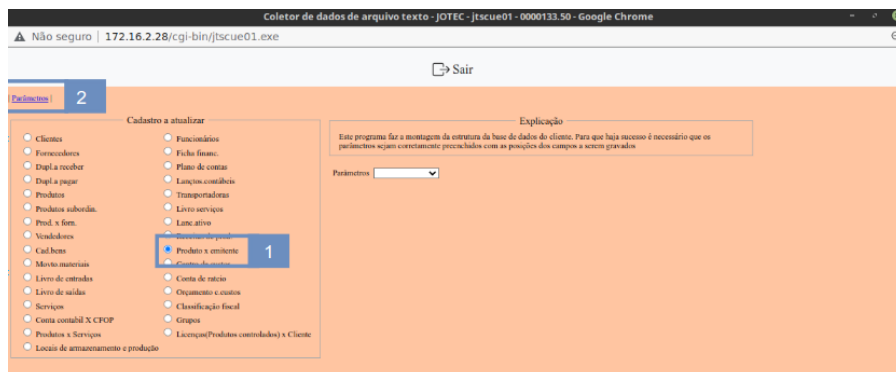 Coletor de dados de arquivo texto - JOTEC - jtscue01 - 0000133.50 - Google Chrome
Não seguro | 172.16.2.28/cgi-bin/jtscue01.exe
Sair
| Parâmetros |
2
Cadastro a atualizar
Clientes
Fornecedores
Dupl.a receber
Dupl.a pagar
Produtos
Produtos subordin.
Prod. x forn.
Vendedores
Cad.bens
Movto.materiais
Livro de entradas
Livro de saídas
Serviços
Conta contabil X CFOP
Produtos x Serviços
Locais de armazenamento e produção
Funcionários
Ficha financ.
Plano de contas
Lançtos.contábeis
Transportadoras
Livro serviços
Lanc.ativo
Produto x emitente
1
Conta de rateio
Orçamento c.custos
Classificação fiscal
Grupos
Licenças(Produtos controlados) x Cliente
Explicação
Este programa faz a montagem da estrutura da base de dados do cliente. Para que haja sucesso é necessário que os
parâmetros sejam corretamente preenchidos com as posições dos campos a serem gravados
Parâmetros